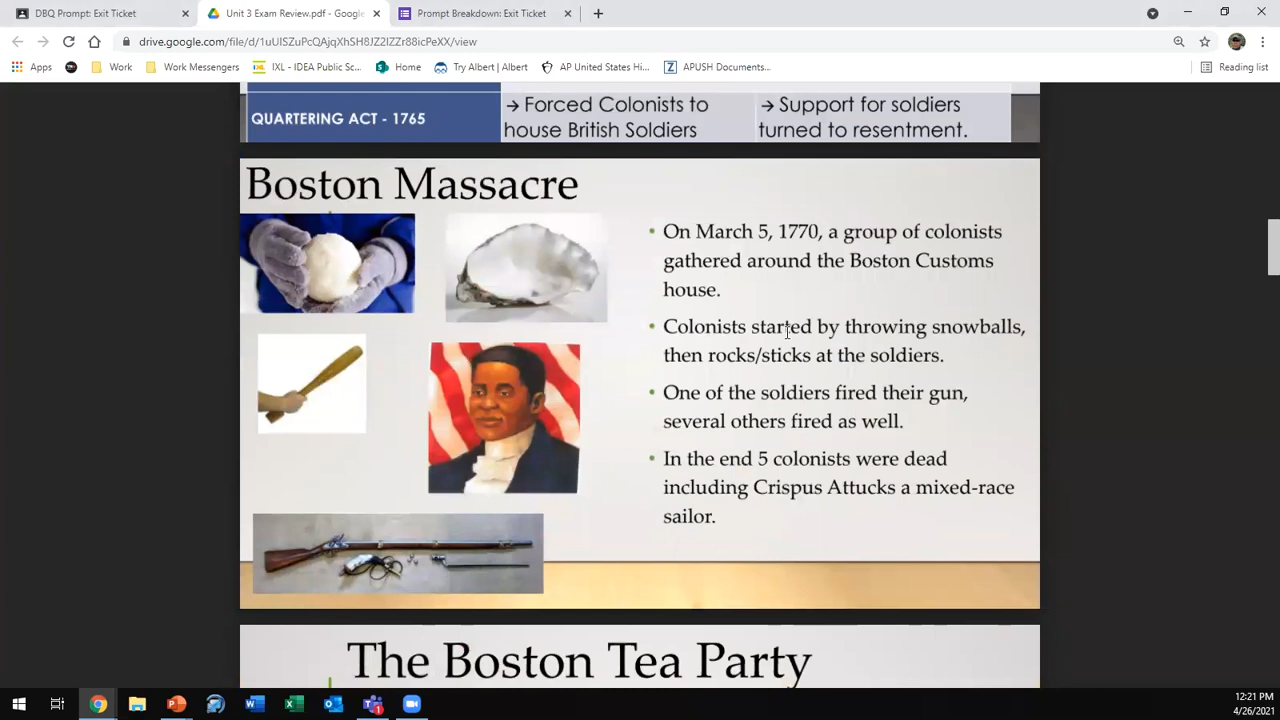 DBQ Prompt: Exit Ticket
Unit 3 Exam Review.pdf - Google
Prompt Breakdown: Exit Ticket
drive.google.com/file/d/1uUISZuPcQAjqXhSH8JZ2IZZr88icPeXX/view
Apps Work Work Messengers IXL - IDEA Public Sc... Home Try Albert | Albert AP United States Hi... APUSH Documents... Reading list
QUARTERING ACT - 1765
→ Forced Colonists to
house British Soldiers
→ Support for soldiers
turned to resentment.
Boston Massacre
• On March 5, 1770, a group of colonists
gathered around the Boston Customs
house.
• Colonists started by throwing snowballs,
then rocks/sticks at the soldiers.
• One of the soldiers fired their gun,
several others fired as well.
• In the end 5 colonists were dead
including Crispus Attucks a mixed-race
sailor.
The Boston Tea Party
12:21 PM
4/26/2021